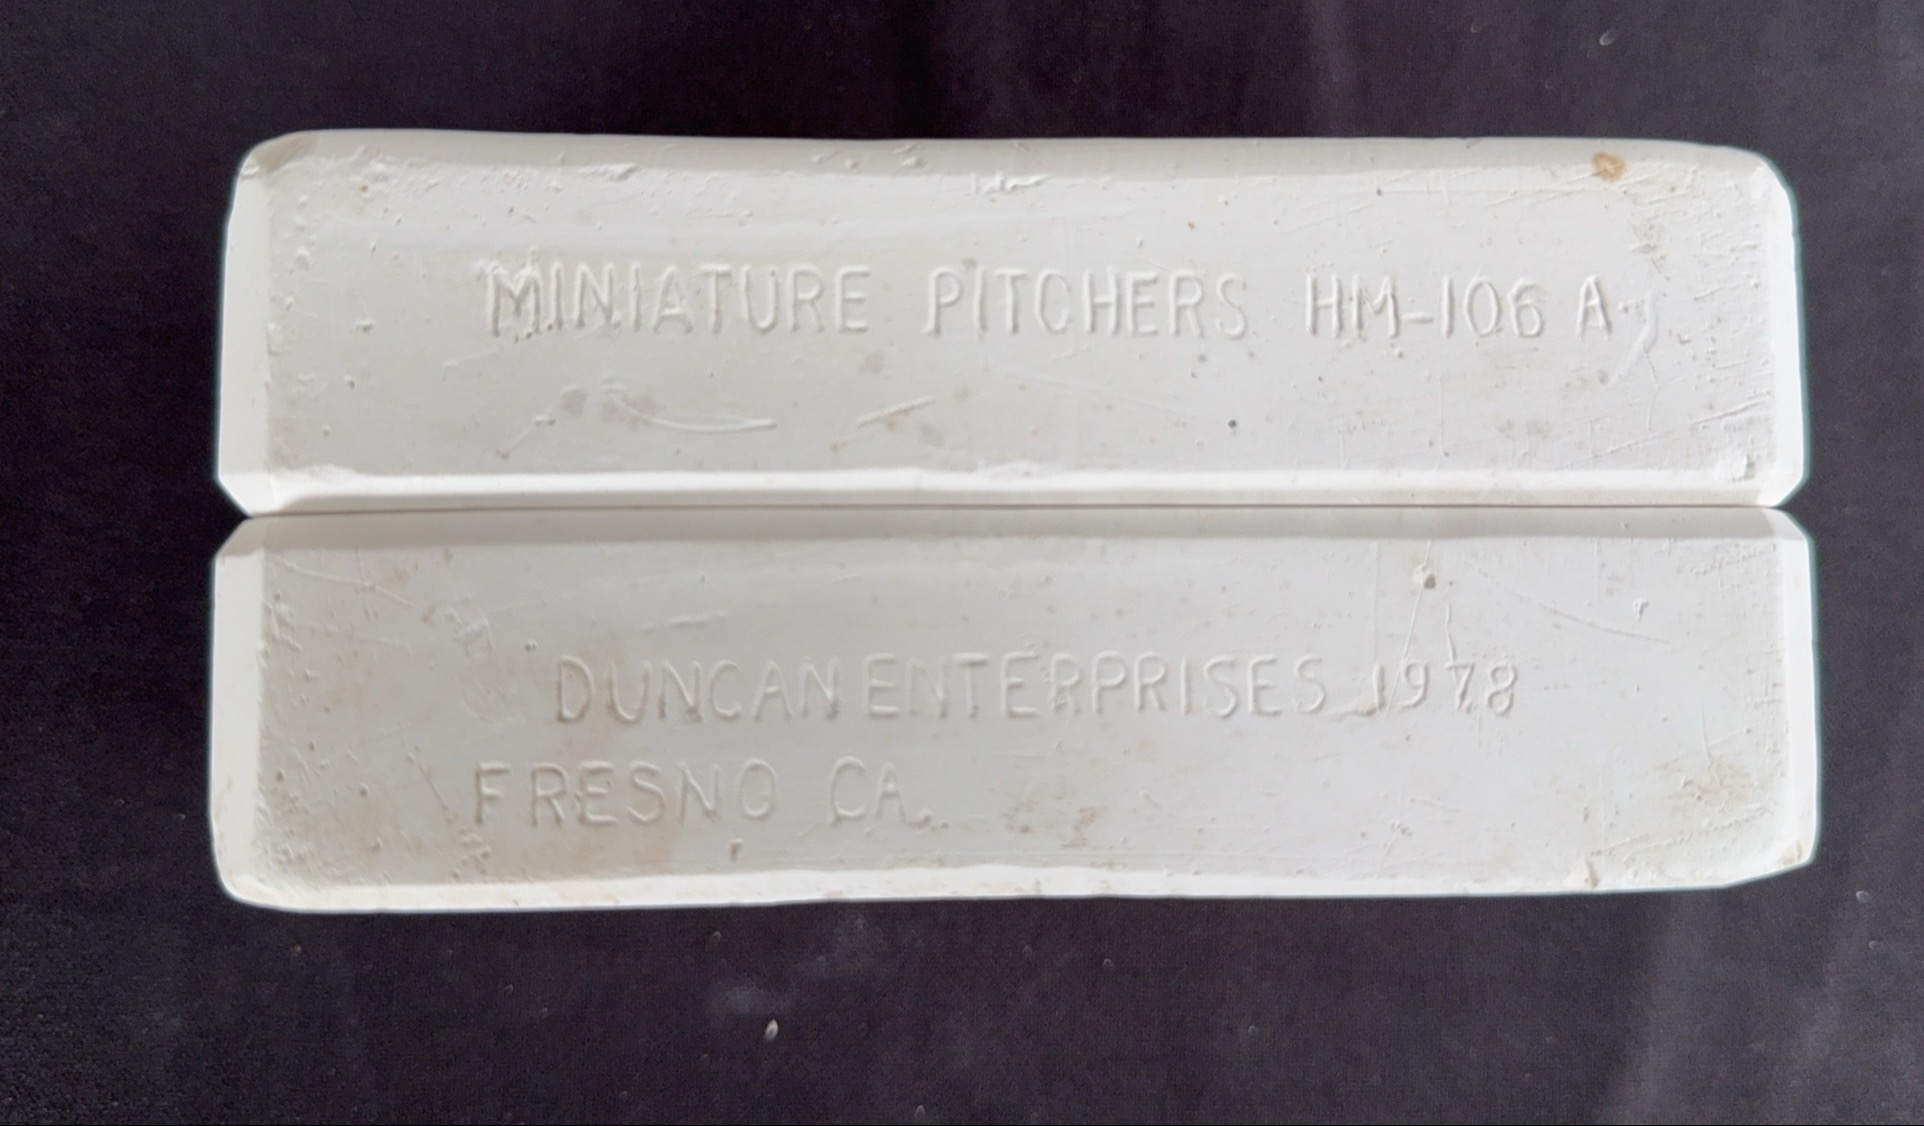 MINIATURE PITCHERS HM-106 A
DUNCAN ENTERPRISES 1978
FRESNO CA.